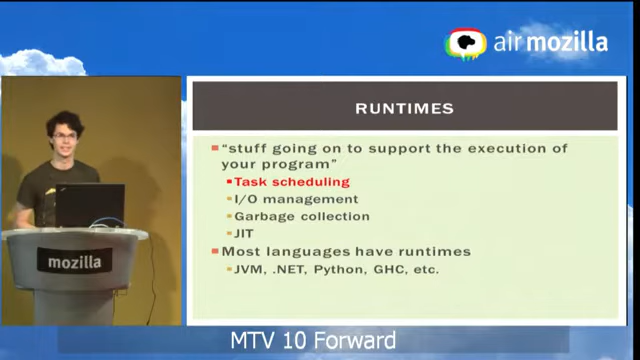 air mozilla
RUNTIMES
"stuff going on to support the execution of
your program"
Task scheduling
I/O management
Garbage collection
JIT
Most languages have runtimes
JVM, .NET, Python, GHC, etc.
mozilla
MTV 10 Forward